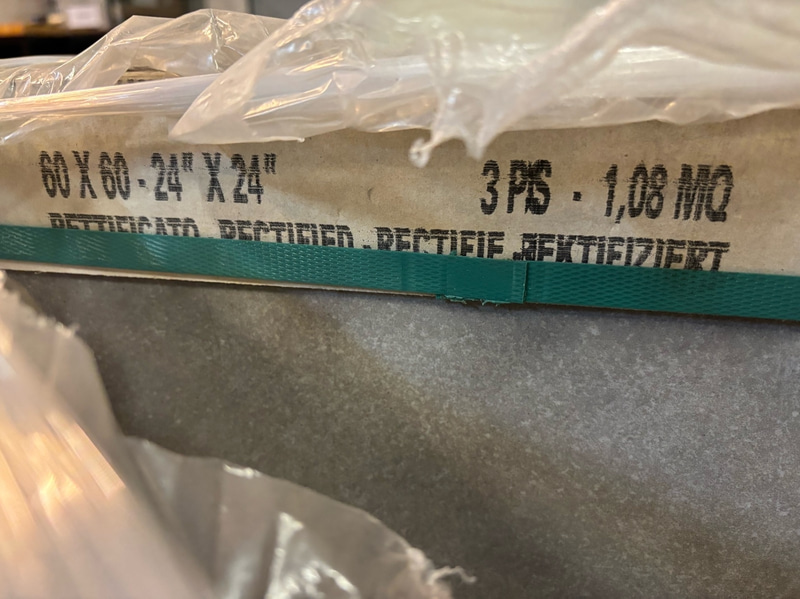 60 X 60 - 24" X 24" 3 PIS · 1,08 MQ
RETTIFICATO - RECTIFIED - RECTIFIE - REKTIFIZIERT